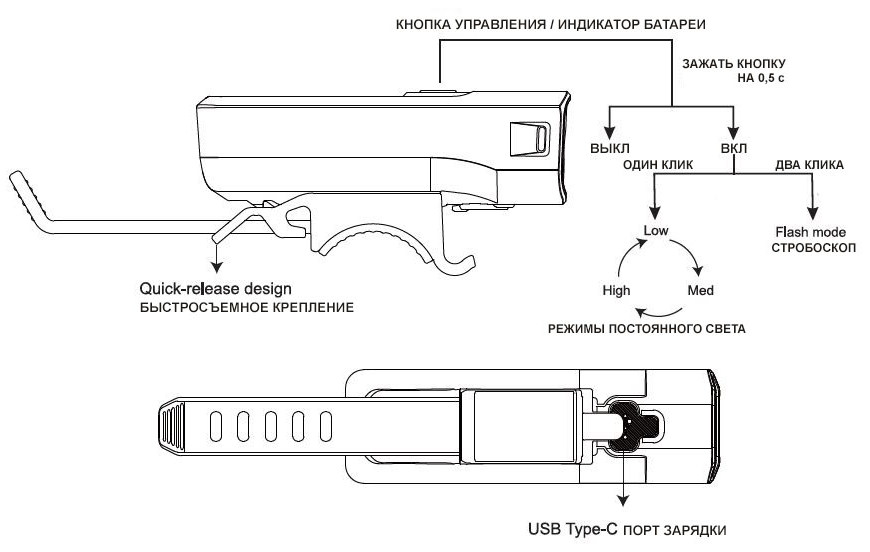 КНОПКА УПРАВЛЕНИЯ / ИНДИКАТОР БАТАРЕИ
ЗАЖАТЬ КНОПКУ
НА 0,5 с
ВЫКЛ
ВКЛ
ОДИН КЛИК
ДВА КЛИКА
Low
Flash mode
СТРОБОСКОП
High
Med
РЕЖИМЫ ПОСТОЯННОГО СВЕТА
Quick-release design
БЫСТРОСЪЕМНОЕ КРЕПЛЕНИЕ
USB Type-C ПОРТ ЗАРЯДКИ